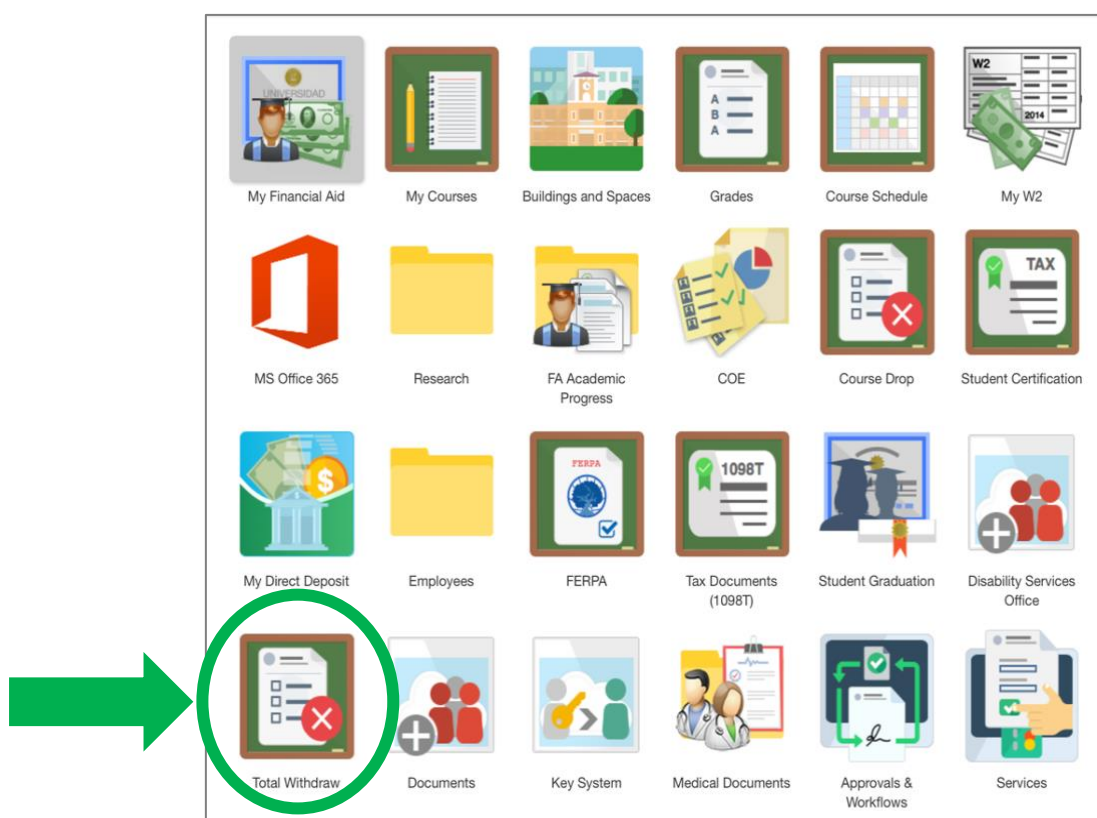 UNIVERSIDAD
A
B
A
W2
2014
My Financial Aid
My Courses
Buildings and Spaces
Grades
Course Schedule
My W2
TAX
MS Office 365
Research
FA Academic
Progress
COE
Course Drop
Student Certification
FERPA
1098T
My Direct Deposit
Employees
FERPA
Tax Documents
(1098T)
Student Graduation
Disability Services
Office
Total Withdraw
Documents
Key System
Medical Documents
Approvals &
Workflows
Services